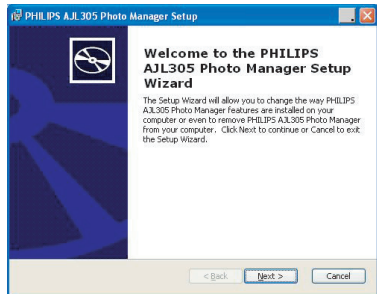 PHILIPS AJL305 Photo Manager Setup
Welcome to the PHILIPS
AJL305 Photo Manager Setup
Wizard
The Setup Wizard will allow you to change the way PHILIPS
AJL305 Photo Manager features are installed on your
computer or even to remove PHILIPS AJL305 Photo Manager
from your computer. Click Next to continue or Cancel to exit
the Setup Wizard.
< Back
Next >
Cancel